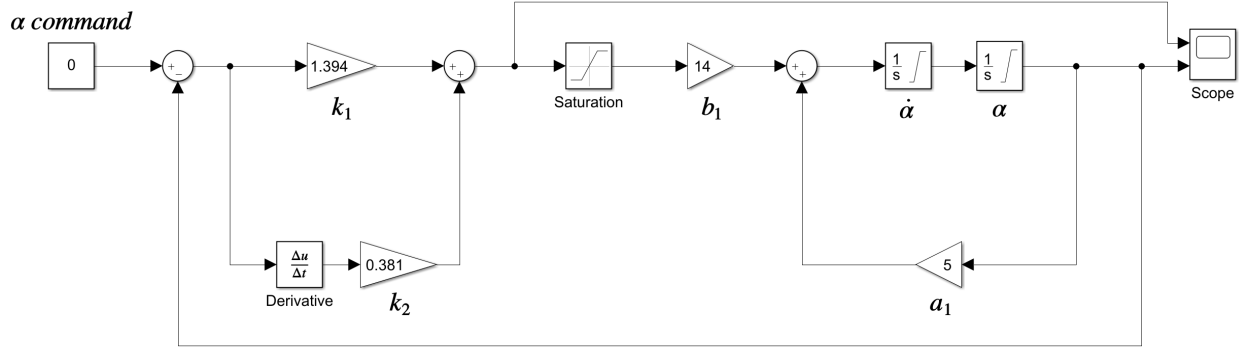 α command
0
+
−
1.394
k₁
+
+
Saturation
14
b₁
+
+
1
s
α̇
1
s
α
Scope
Δu
Δt
Derivative
0.381
k₂
5
a₁